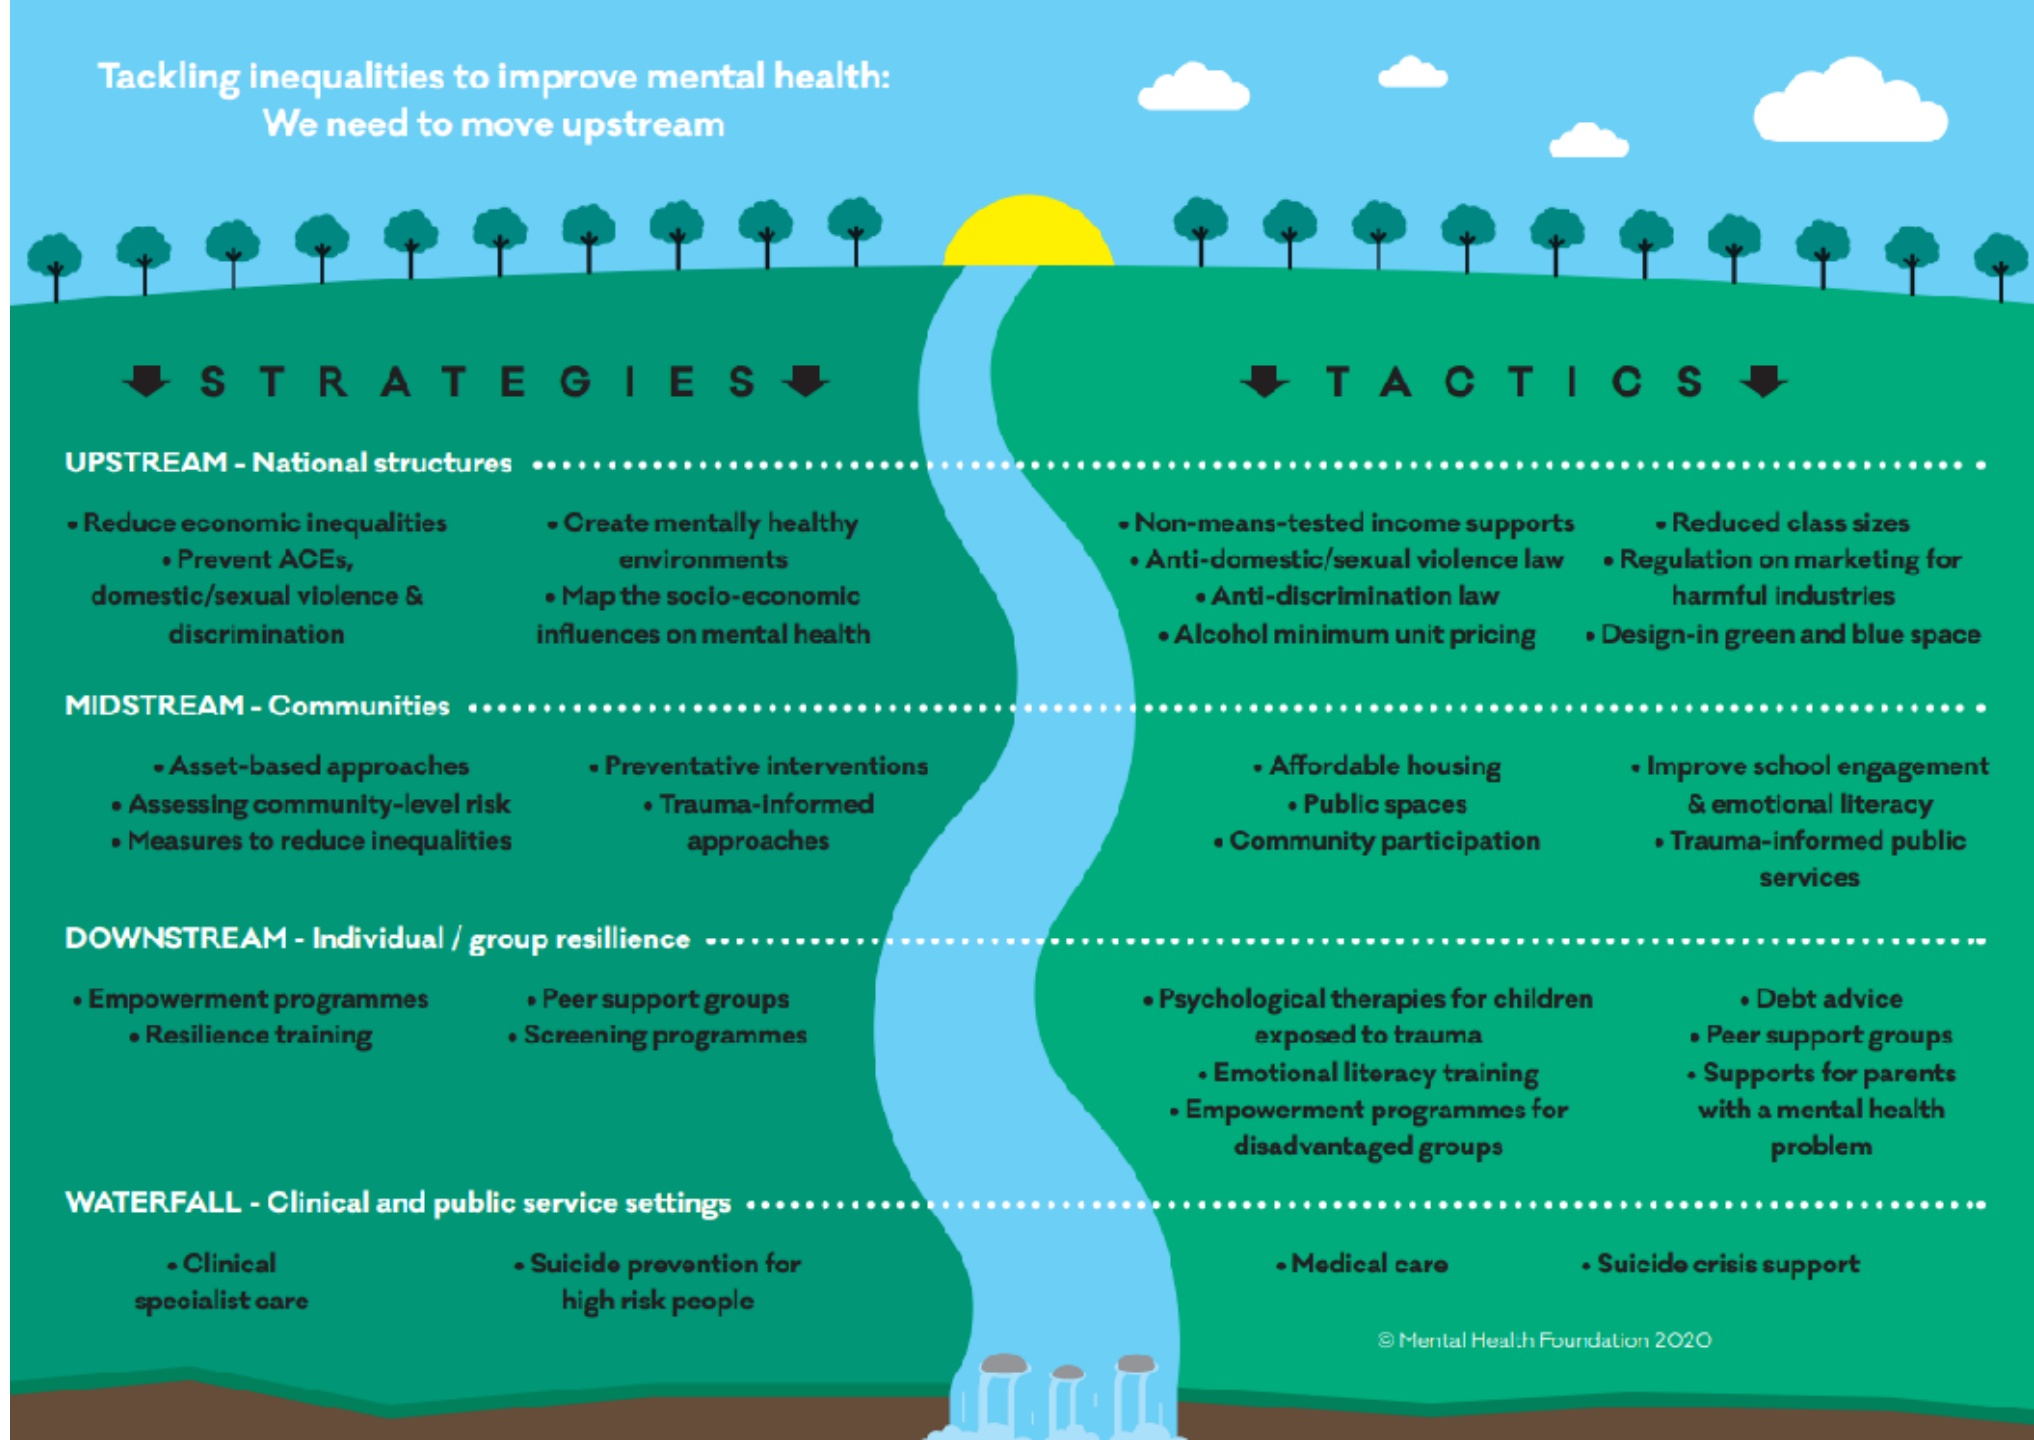 Tackling inequalities to improve mental health:
We need to move upstream
STRATEGIES
TACTICS
UPSTREAM - National structures
• Reduce economic inequalities
• Prevent ACEs,
domestic/sexual violence &
discrimination
• Create mentally healthy
environments
• Map the socio-economic
influences on mental health
• Non-means-tested income supports
• Anti-domestic/sexual violence law
• Anti-discrimination law
• Alcohol minimum unit pricing
• Reduced class sizes
• Regulation on marketing for
harmful industries
• Design-in green and blue space
MIDSTREAM - Communities
• Asset-based approaches
• Assessing community-level risk
• Measures to reduce inequalities
• Preventative interventions
• Trauma-informed
approaches
• Affordable housing
• Public spaces
• Community participation
• Improve school engagement
& emotional literacy
• Trauma-informed public
services
DOWNSTREAM - Individual / group resillience
• Empowerment programmes
• Resilience training
• Peer support groups
• Screening programmes
• Psychological therapies for children
exposed to trauma
• Emotional literacy training
• Empowerment programmes for
disadvantaged groups
• Debt advice
• Peer support groups
• Supports for parents
with a mental health
problem
WATERFALL - Clinical and public service settings
• Clinical
specialist care
• Suicide prevention for
high risk people
• Medical care
• Suicide crisis support
© Mental Health Foundation 2020